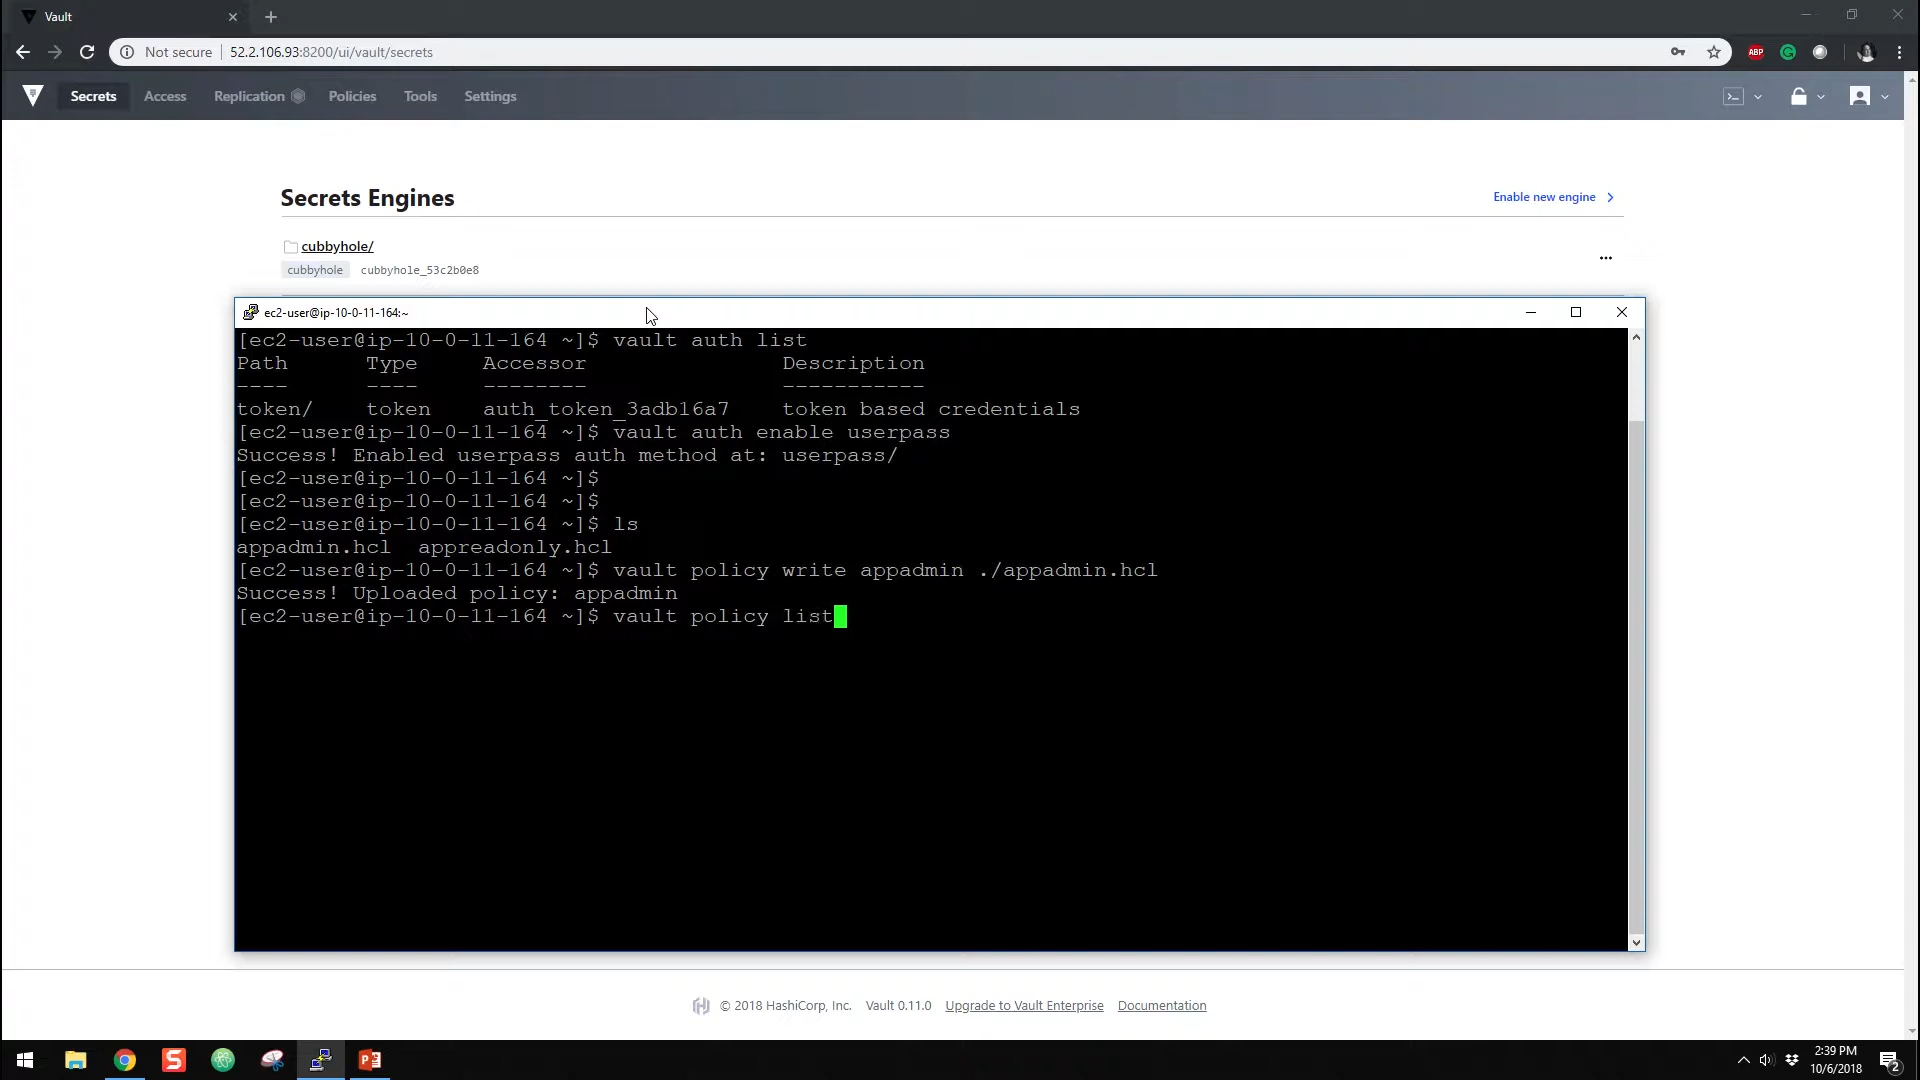 Vault
Not secure | 52.2.106.93:8200/ui/vault/secrets
ABP
Secrets Access Replication Policies Tools Settings
Secrets Engines
Enable new engine
cubbyhole/
cubbyhole cubbyhole_53c2b0e8
ec2-user@ip-10-0-11-164:~
[ec2-user@ip-10-0-11-164 ~]$ vault auth list
Path Type Accessor Description
---- ---- -------- -----------
token/ token auth_token_3adb16a7 token based credentials
[ec2-user@ip-10-0-11-164 ~]$ vault auth enable userpass
Success! Enabled userpass auth method at: userpass/
[ec2-user@ip-10-0-11-164 ~]$
[ec2-user@ip-10-0-11-164 ~]$
[ec2-user@ip-10-0-11-164 ~]$ ls
appadmin.hcl appreadonly.hcl
[ec2-user@ip-10-0-11-164 ~]$ vault policy write appadmin ./appadmin.hcl
Success! Uploaded policy: appadmin
[ec2-user@ip-10-0-11-164 ~]$ vault policy list
© 2018 HashiCorp, Inc. Vault 0.11.0 Upgrade to Vault Enterprise Documentation
2:39 PM
10/6/2018
2